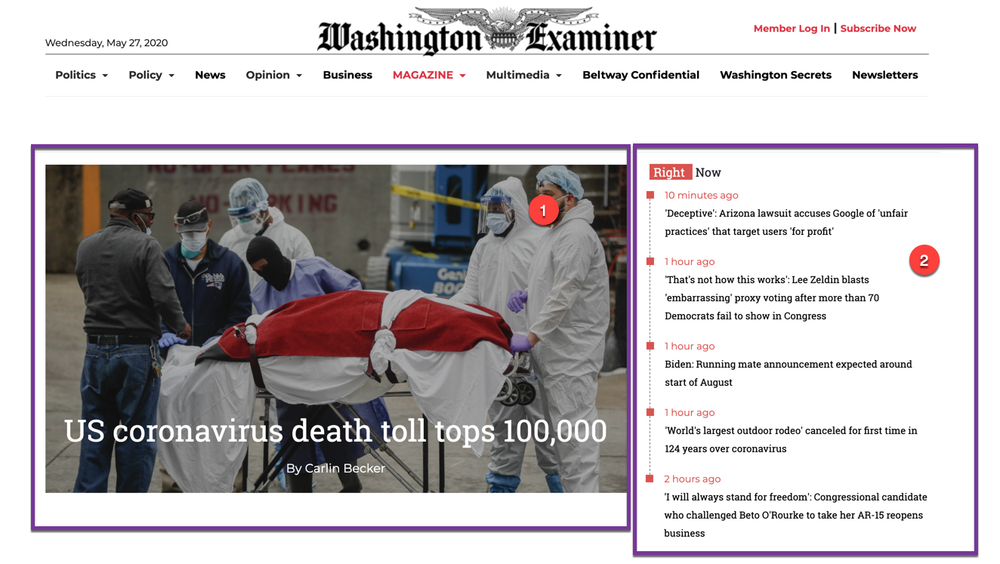 Washington Examiner
Wednesday, May 27, 2020
Member Log In | Subscribe Now
Politics Policy News Opinion Business MAGAZINE Multimedia Beltway Confidential Washington Secrets Newsletters
NO-PARKING
Patriots
1
US coronavirus death toll tops 100,000
By Carlin Becker
Right Now
10 minutes ago
'Deceptive': Arizona lawsuit accuses Google of 'unfair
practices' that target users 'for profit'
2
1 hour ago
'That's not how this works': Lee Zeldin blasts
'embarrassing' proxy voting after more than 70
Democrats fail to show in Congress
1 hour ago
Biden: Running mate announcement expected around
start of August
1 hour ago
'World's largest outdoor rodeo' canceled for first time in
124 years over coronavirus
2 hours ago
'I will always stand for freedom': Congressional candidate
who challenged Beto O'Rourke to take her AR-15 reopens
business